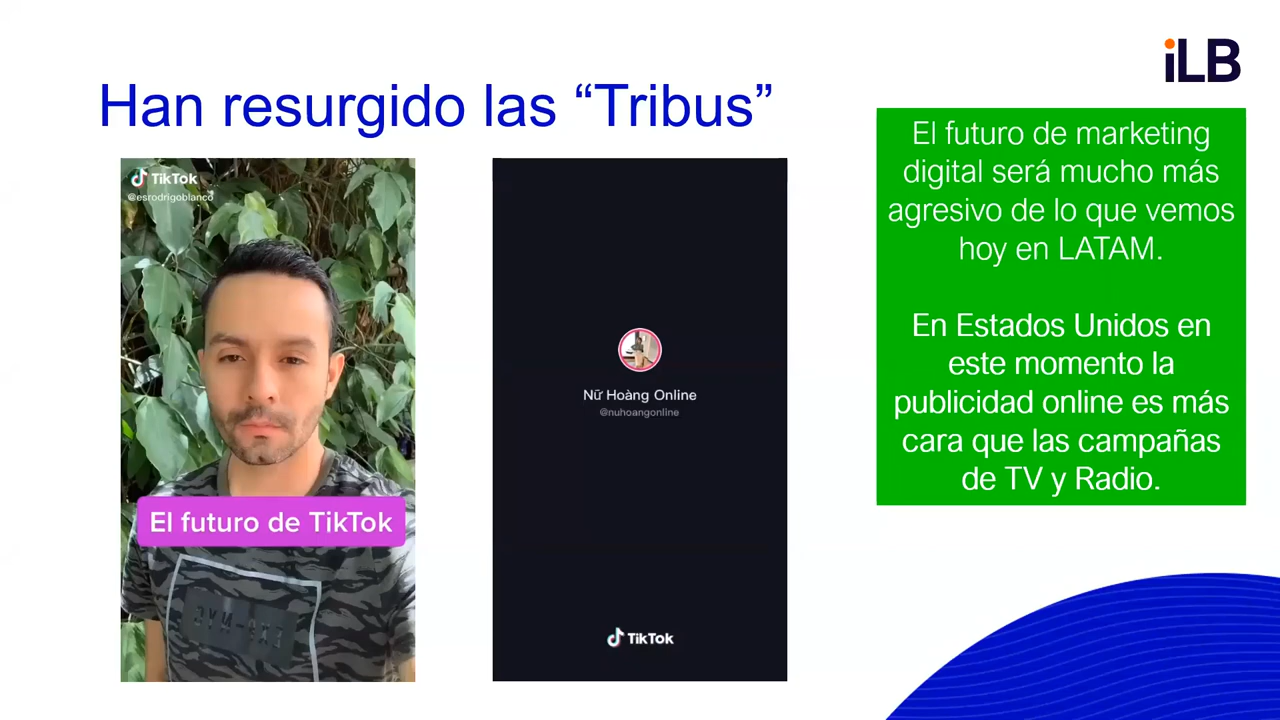 iLB
Han resurgido las “Tribus”
TikTok
@esrodrigoblanco
El futuro de TikTok
Nữ Hoàng Online
@nuhoangonline
TikTok
El futuro de marketing
digital será mucho más
agresivo de lo que vemos
hoy en LATAM.
En Estados Unidos en
este momento la
publicidad online es más
cara que las campañas
de TV y Radio.